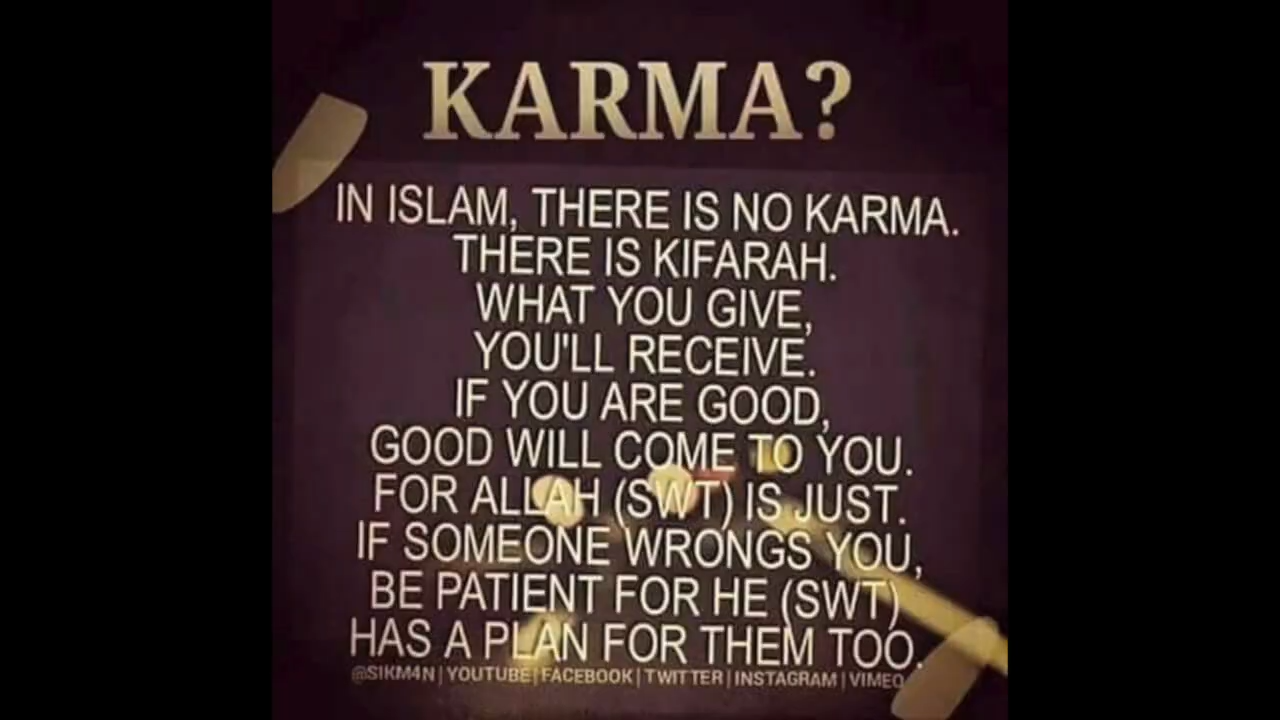 KARMA?
IN ISLAM, THERE IS NO KARMA.
THERE IS KIFARAH.
WHAT YOU GIVE,
YOU'LL RECEIVE.
IF YOU ARE GOOD,
GOOD WILL COME TO YOU.
FOR ALLAH (SWT) IS JUST.
IF SOMEONE WRONGS YOU,
BE PATIENT FOR HE (SWT)
HAS A PLAN FOR THEM TOO.
@SIKM4N | YOUTUBE | FACEBOOK | TWITTER | INSTAGRAM | VIMEO